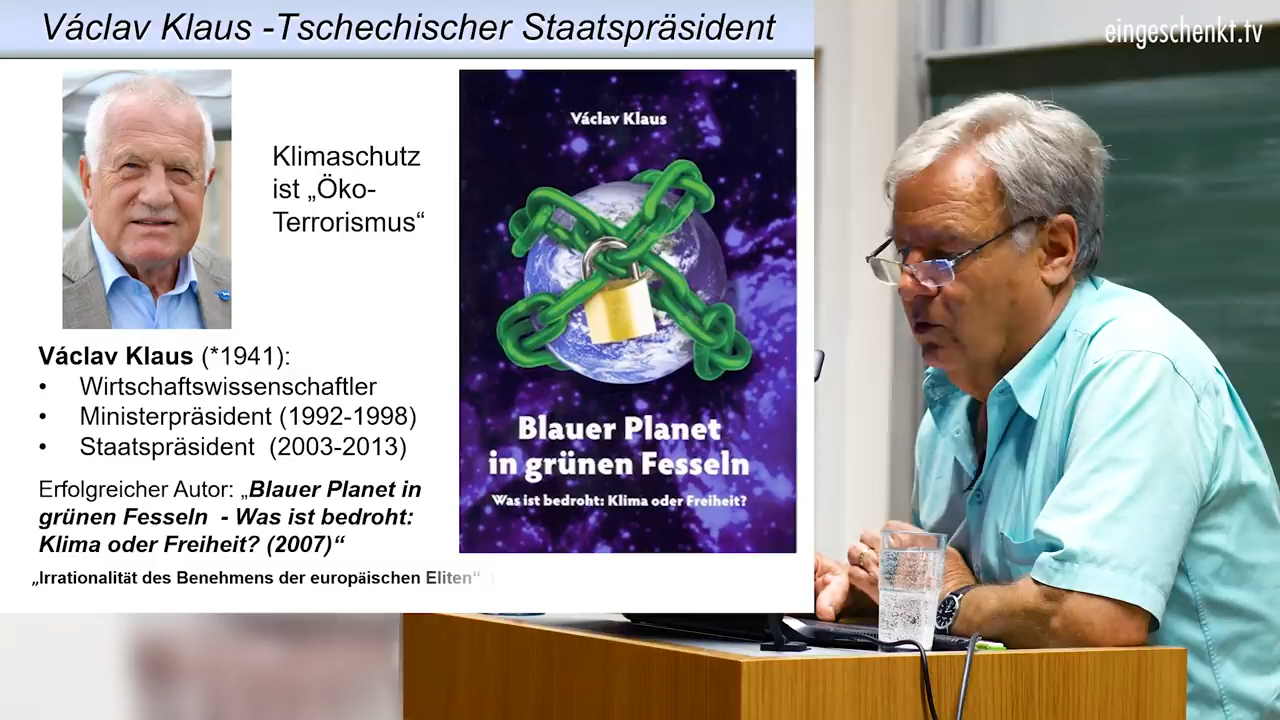 Václav Klaus -Tschechischer Staatspräsident
eingeschenkt.tv
Klimaschutz
ist „Öko-
Terrorismus“
Václav Klaus (*1941):
• Wirtschaftswissenschaftler
• Ministerpräsident (1992-1998)
• Staatspräsident (2003-2013)
Erfolgreicher Autor: „Blauer Planet in
grünen Fesseln - Was ist bedroht:
Klima oder Freiheit? (2007)“
„Irrationalität des Benehmens der europäischen Eliten“
Václav Klaus
Blauer Planet
in grünen Fesseln
Was ist bedroht: Klima oder Freiheit?